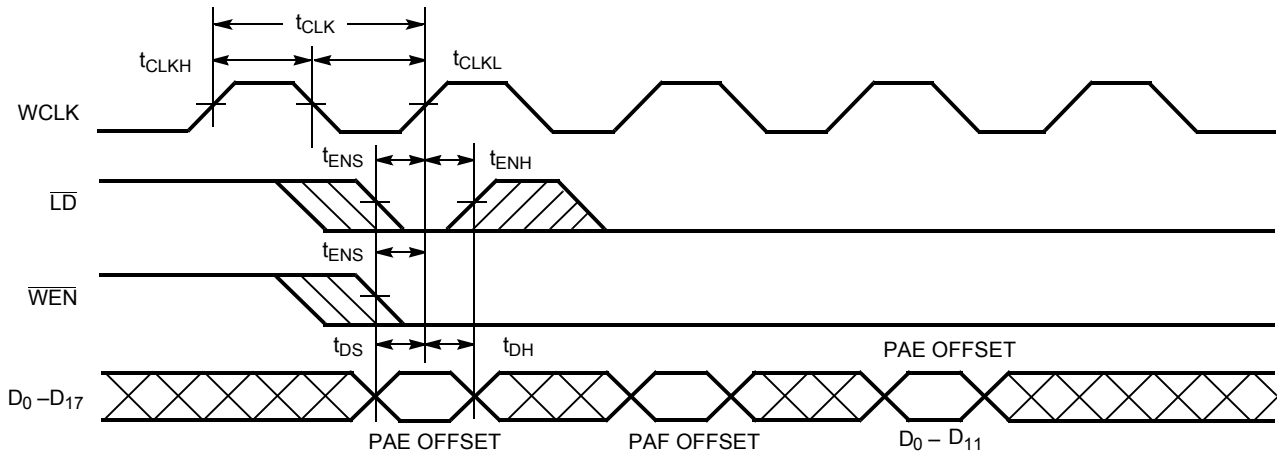 tCLK
tCLKH
tCLKL
WCLK
tENS
tENH
LD
tENS
WEN
tDS
tDH
PAE OFFSET
D0 –D17
PAE OFFSET
PAF OFFSET
D0 – D11